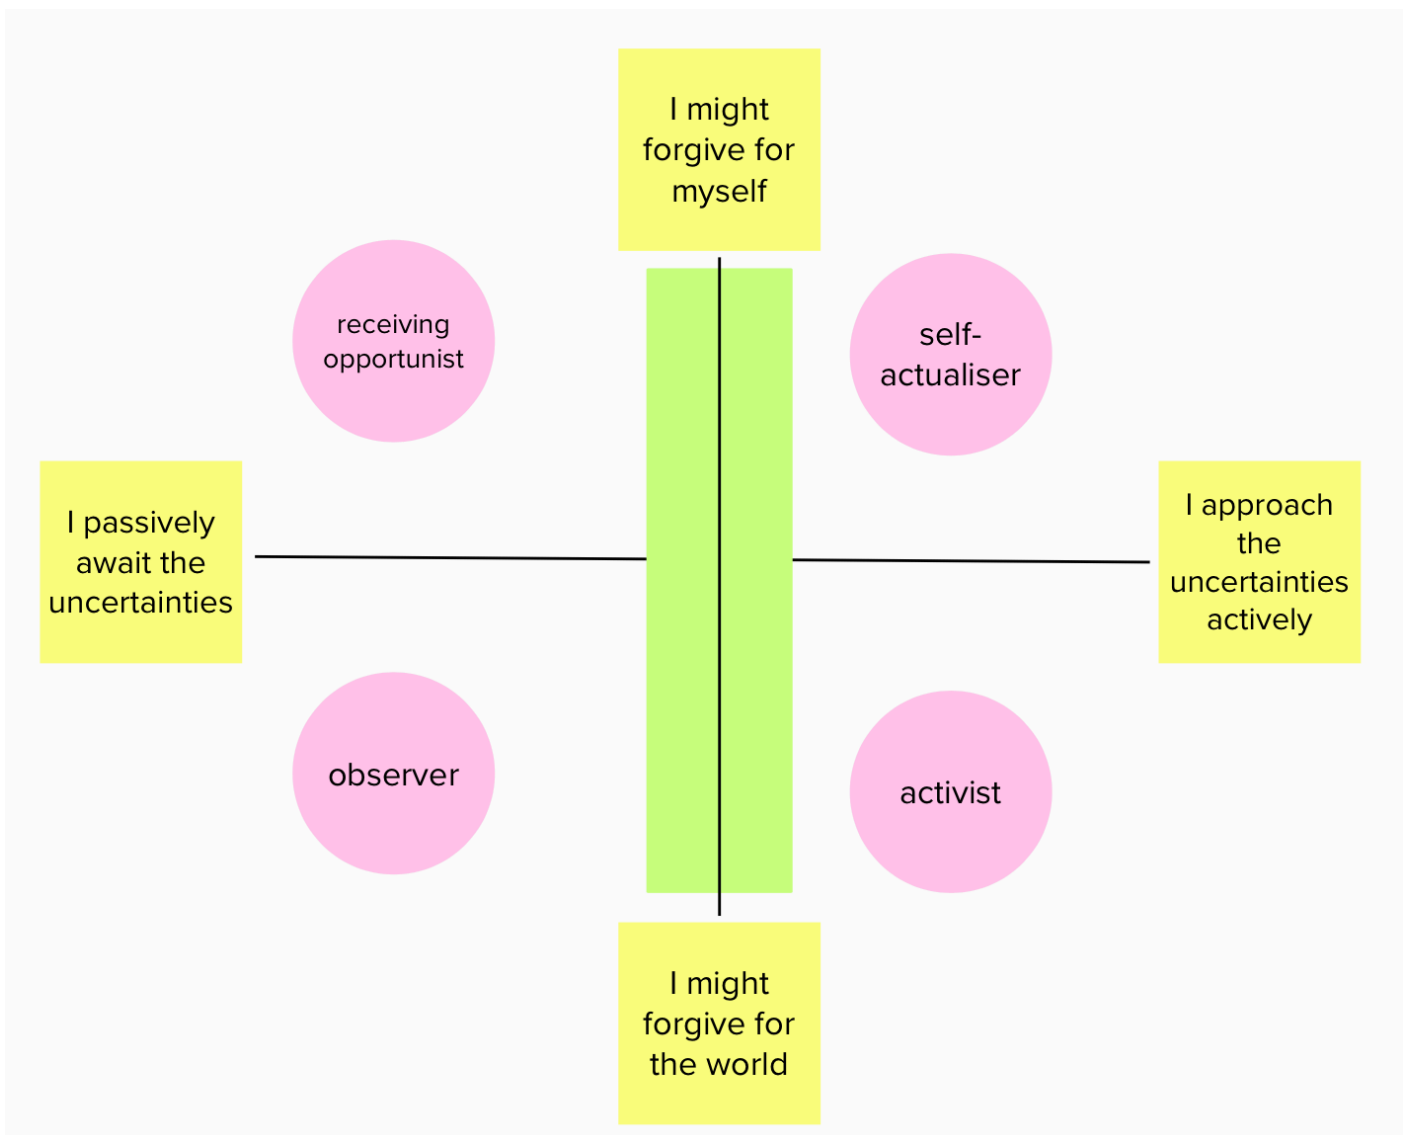 I might
forgive for
myself
receiving
opportunist
self-
actualiser
I passively
await the
uncertainties
I approach
the
uncertainties
actively
observer
activist
I might
forgive for
the world